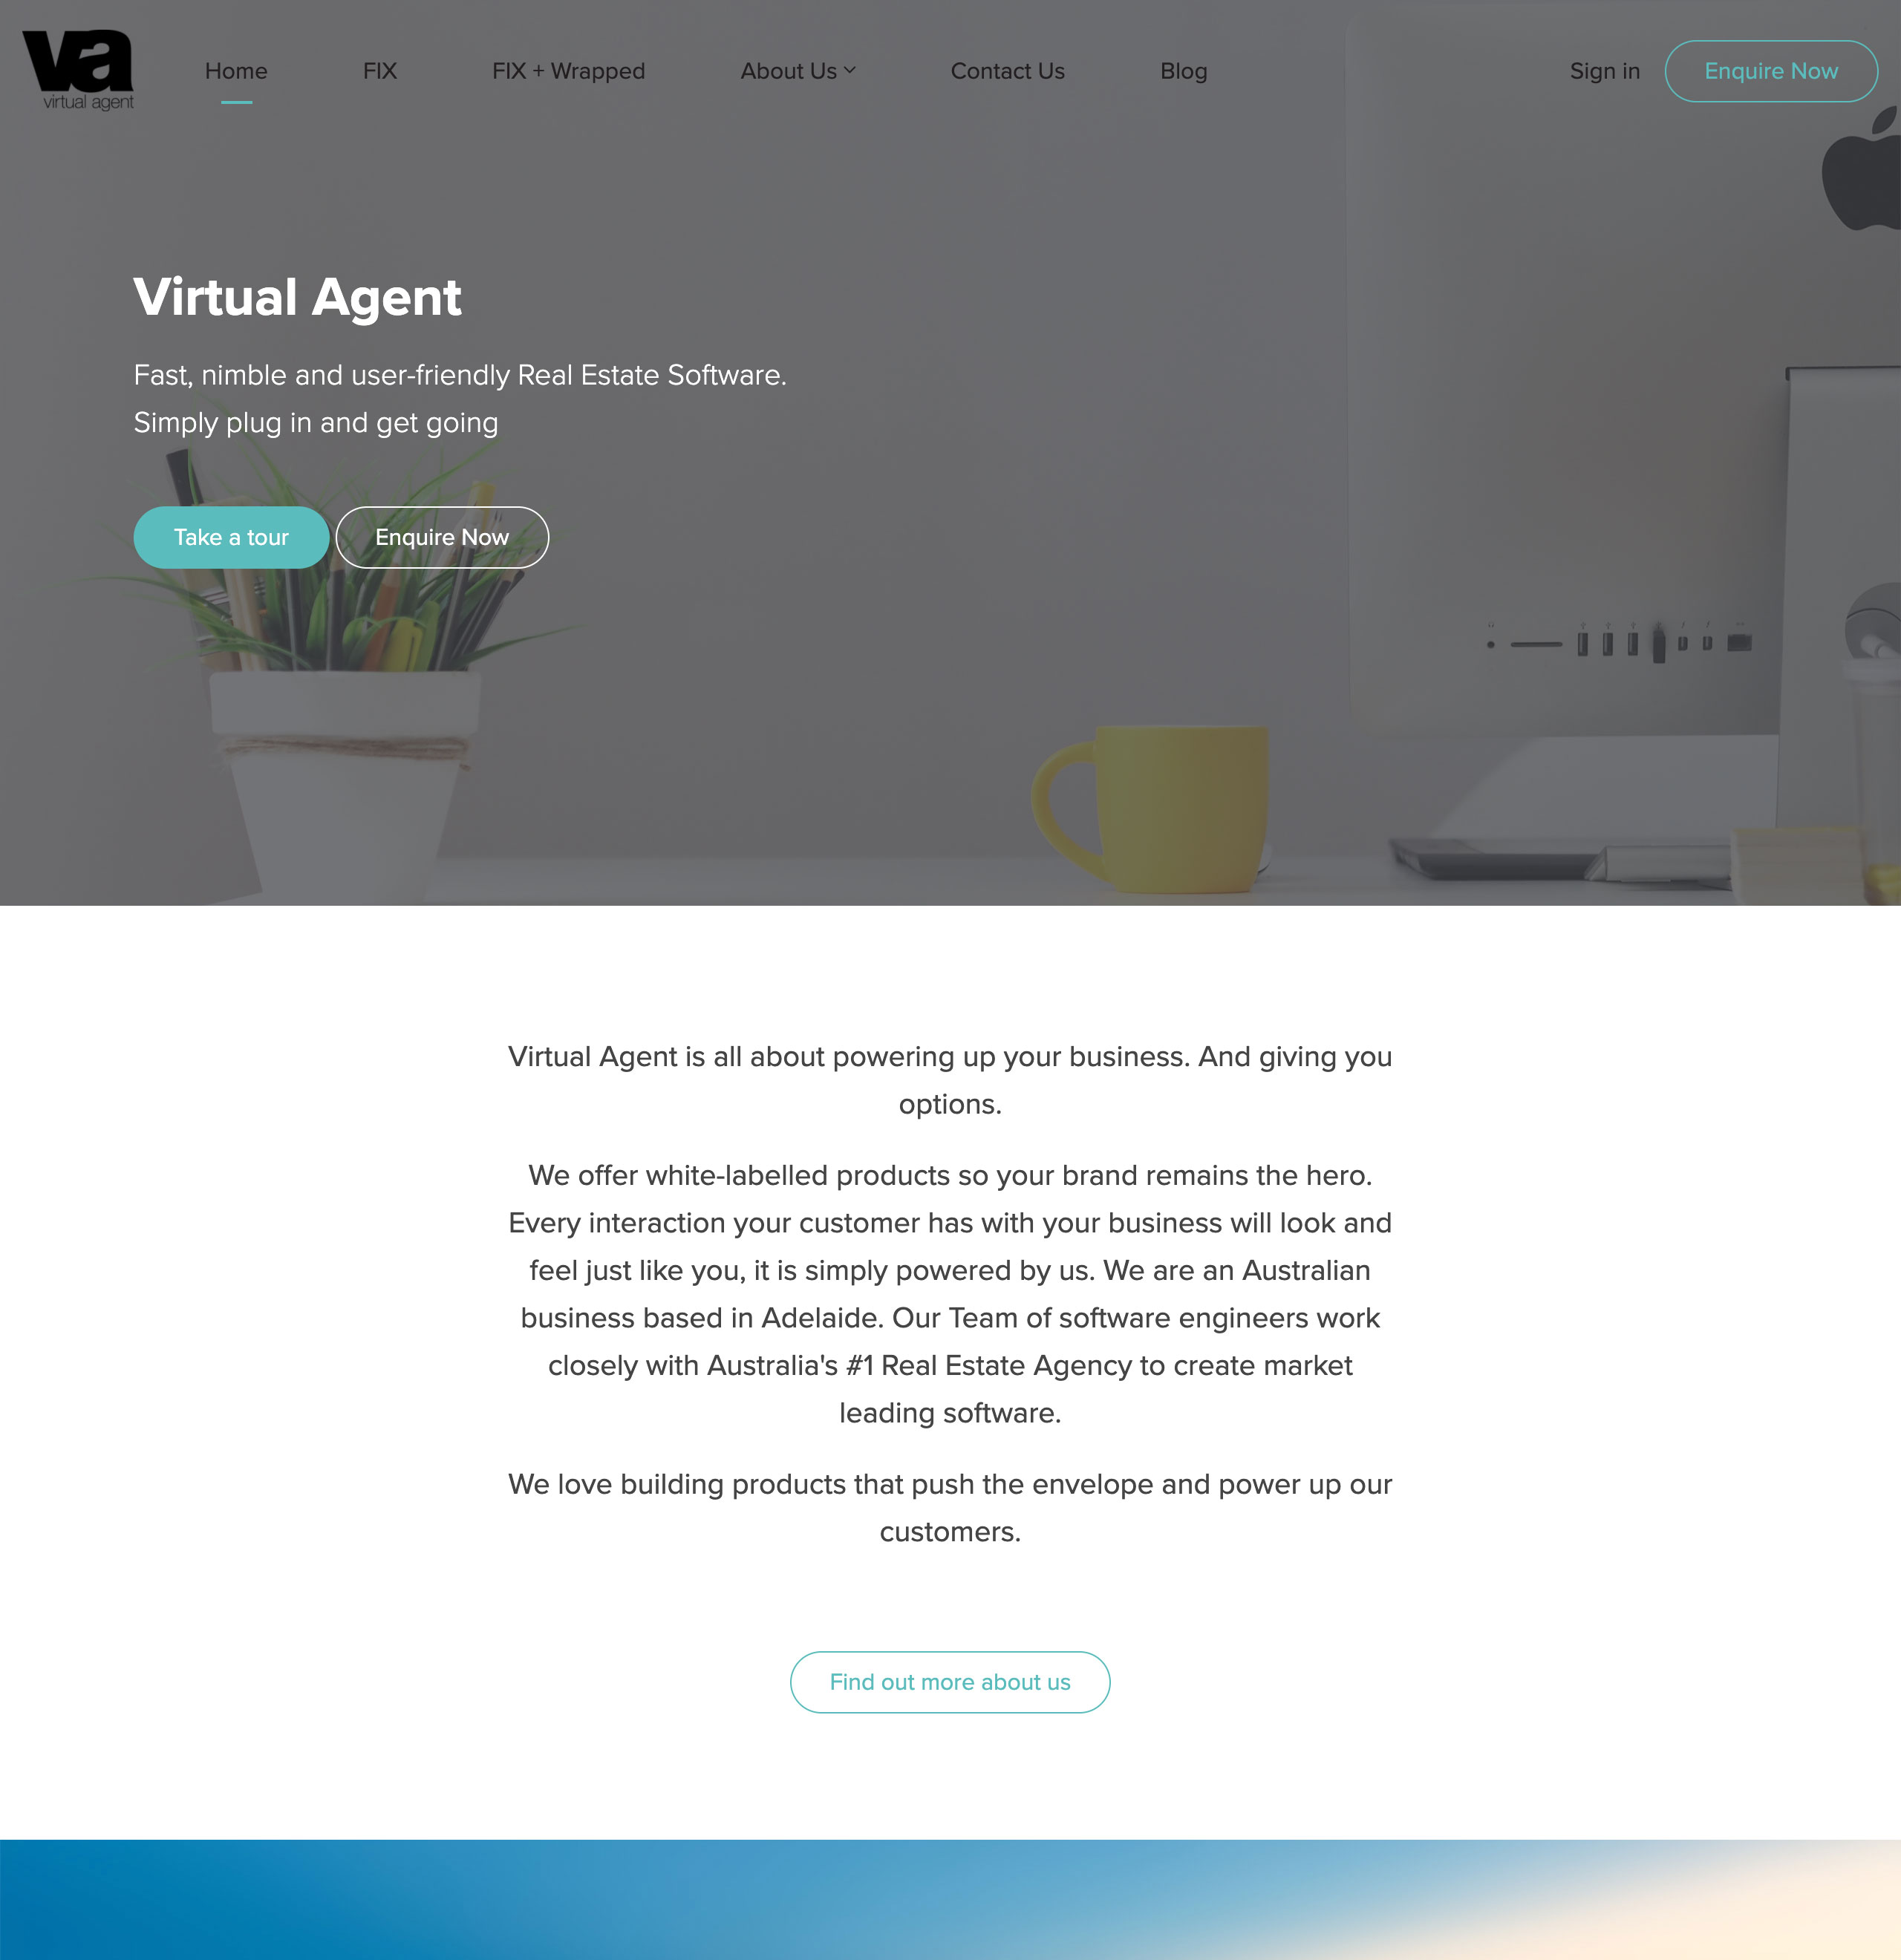 va
virtual agent
Home
FIX
FIX + Wrapped
About Us
Contact Us
Blog
Sign in
Enquire Now
Virtual Agent
Fast, nimble and user-friendly Real Estate Software.
Simply plug in and get going
Take a tour
Enquire Now
Virtual Agent is all about powering up your business. And giving you
options.
We offer white-labelled products so your brand remains the hero.
Every interaction your customer has with your business will look and
feel just like you, it is simply powered by us. We are an Australian
business based in Adelaide. Our Team of software engineers work
closely with Australia's #1 Real Estate Agency to create market
leading software.
We love building products that push the envelope and power up our
customers.
Find out more about us